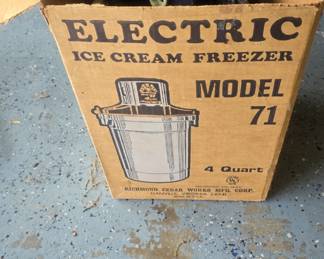 ELECTRIC
ICE CREAM FREEZER
MODEL
71
4 Quart
RICHMOND CEDAR WORKS MFG. CORP.